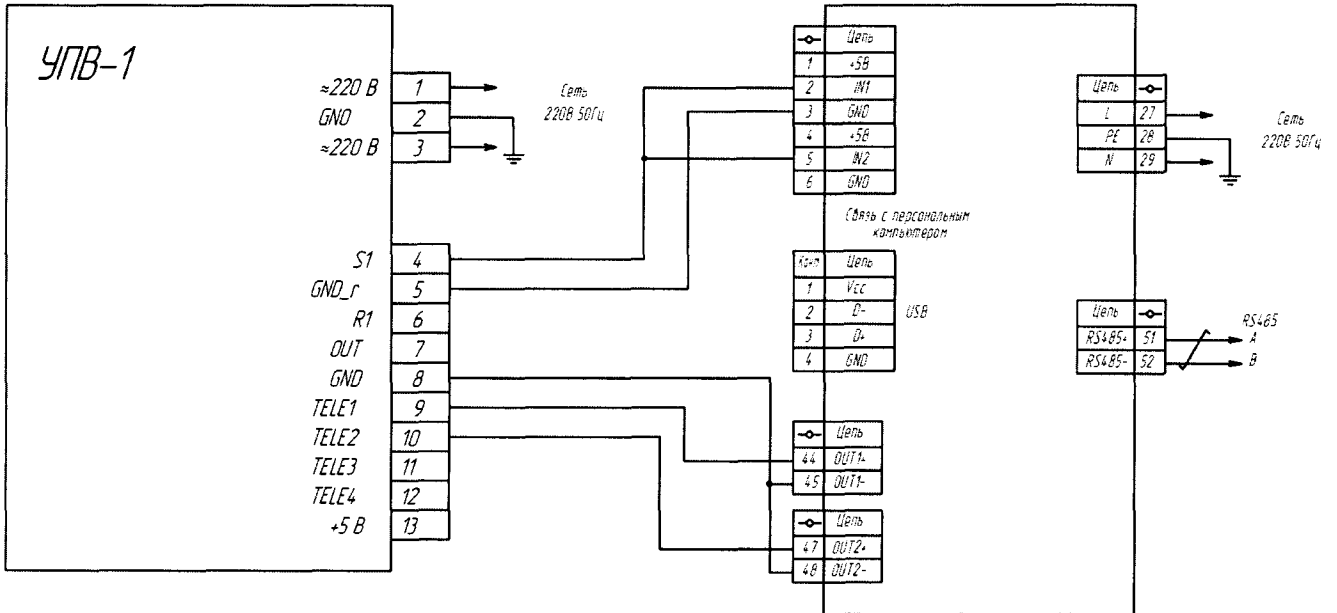 УПВ-1
≈220 В 1
GND 2
≈220 В 3
Сеть
220В 50Гц
S1 4
GND_r 5
R1 6
OUT 7
GND 8
TELE1 9
TELE2 10
TELE3 11
TELE4 12
+5 В 13
Цепь
1 +5В
2 IN1
3 GND
4 +5В
5 IN2
6 GND
Связь с персональным
компьютером
Конт Цепь
1 Vcc
2 D-
3 D+
4 GND
USB
Цепь
44 OUT1+
45 OUT1-
Цепь
47 OUT2+
48 OUT2-
Цепь
L 27
PE 28
N 29
Сеть
220В 50Гц
Цепь
RS485+ 51
RS485- 52
RS485
A
B